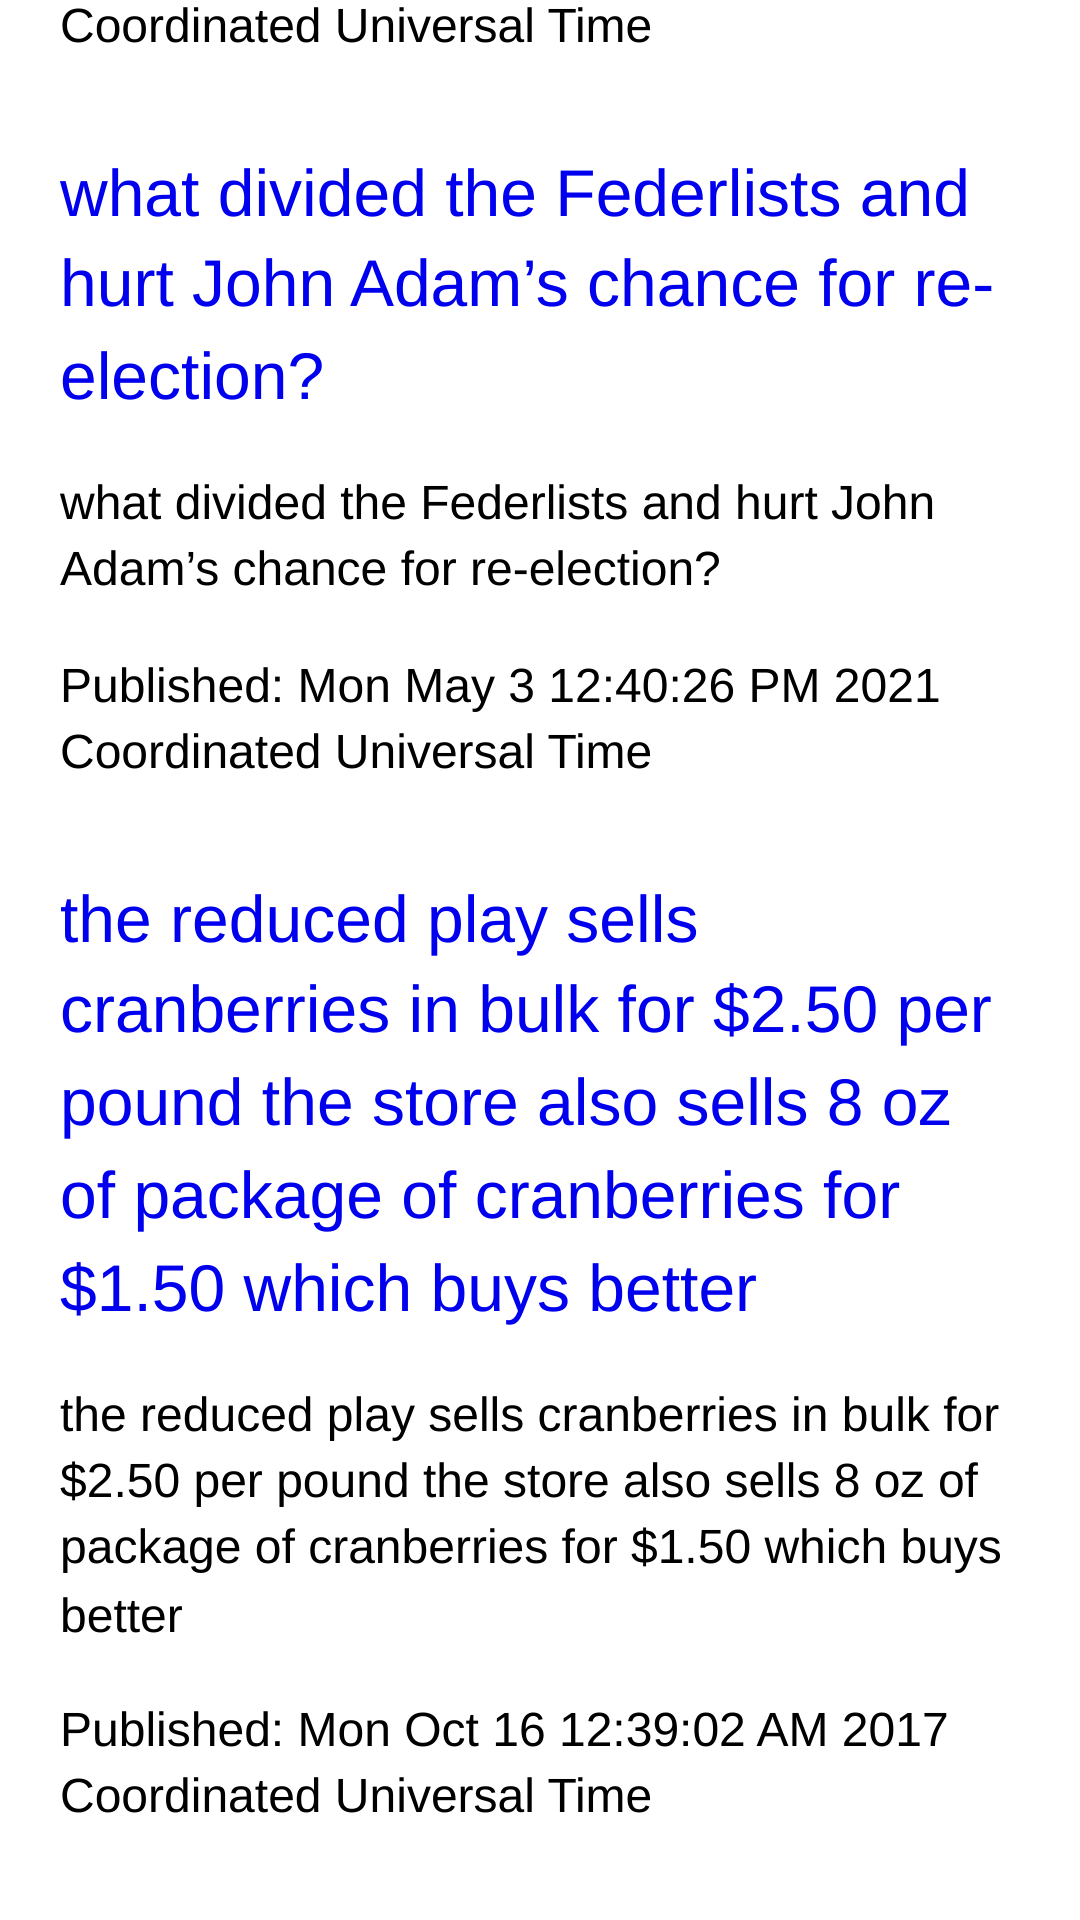 Coordinated Universal Time
what divided the Federlists and
hurt John Adam’s chance for re-
election?
what divided the Federlists and hurt John
Adam’s chance for re-election?
Published: Mon May 3 12:40:26 PM 2021
Coordinated Universal Time
the reduced play sells
cranberries in bulk for $2.50 per
pound the store also sells 8 oz
of package of cranberries for
$1.50 which buys better
the reduced play sells cranberries in bulk for
$2.50 per pound the store also sells 8 oz of
package of cranberries for $1.50 which buys
better
Published: Mon Oct 16 12:39:02 AM 2017
Coordinated Universal Time